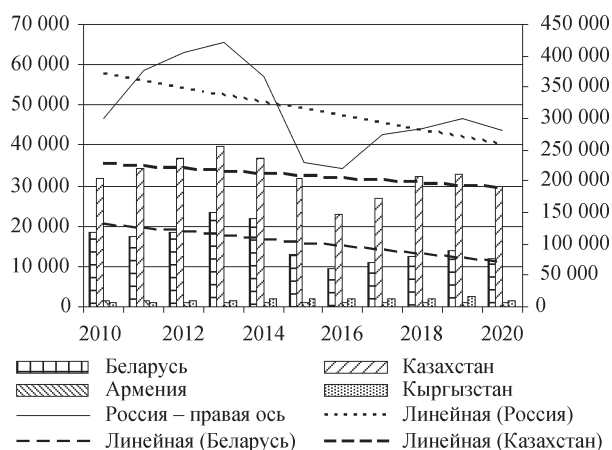 70 000 450 000
60 000 400 000
50 000 350 000
40 000 300 000
30 000 250 000
20 000 200 000
10 000 150 000
0 100 000
50 000
0
2010 2012 2014 2016 2018 2020
Беларусь Казахстан
Армения Кыргызстан
Россия – правая ось Линейная (Россия)
Линейная (Беларусь) Линейная (Казахстан)